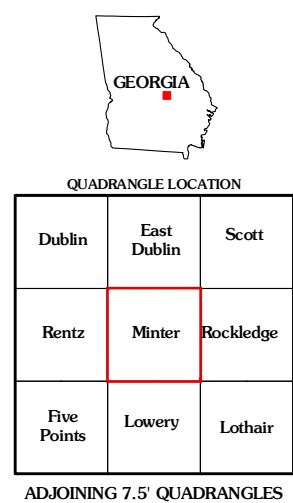 GEORGIA
QUADRANGLE LOCATION
Dublin
East
Dublin
Scott
Rentz
Minter
Rockledge
Five
Points
Lowery
Lothair
ADJOINING 7.5' QUADRANGLES